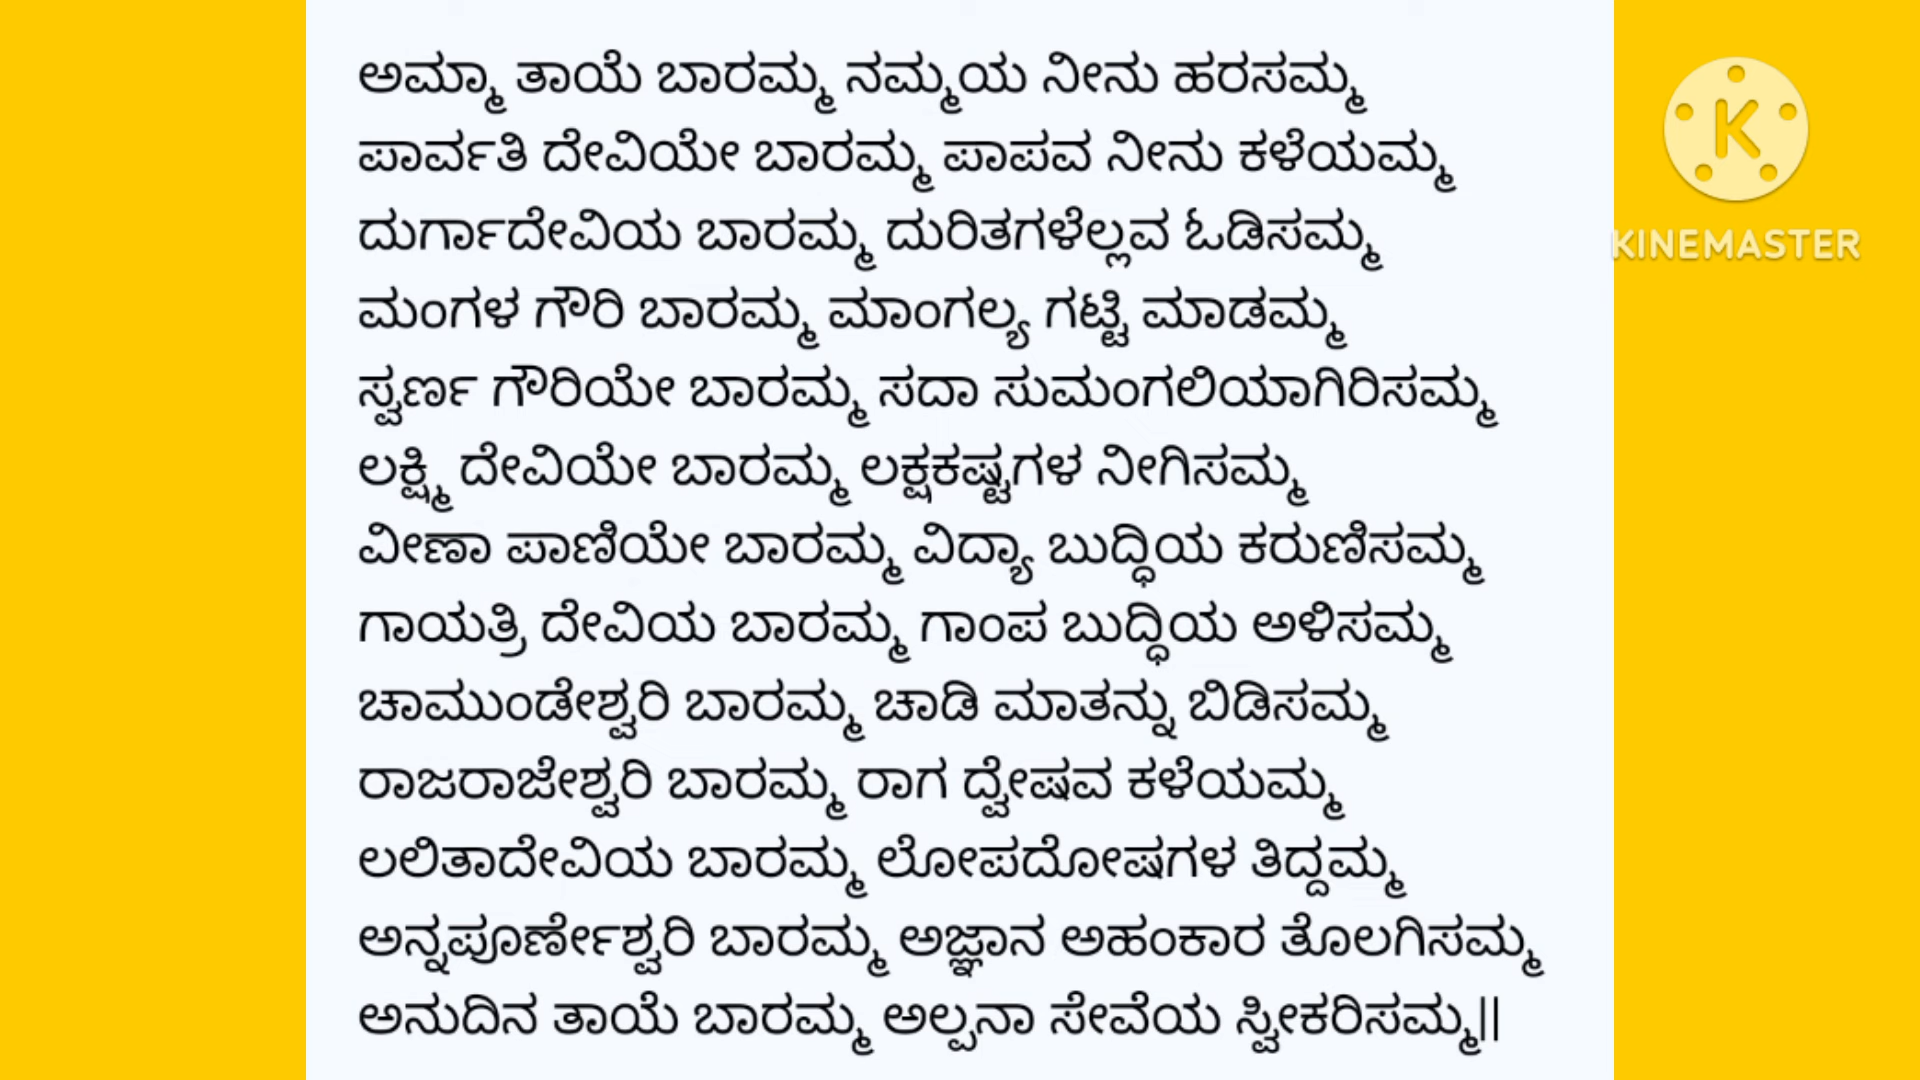 ಅಮ್ಮಾ ತಾಯೆ ಬಾರಮ್ಮ ನಮ್ಮಯ ನೀನು ಹರಸಮ್ಮ
ಪಾರ್ವತಿ ದೇವಿಯೇ ಬಾರಮ್ಮ ಪಾಪವ ನೀನು ಕಳೆಯಮ್ಮ
ದುರ್ಗಾದೇವಿಯ ಬಾರಮ್ಮ ದುರಿತಗಳೆಲ್ಲವ ಓಡಿಸಮ್ಮ
ಮಂಗಳ ಗೌರಿ ಬಾರಮ್ಮ ಮಾಂಗಲ್ಯ ಗಟ್ಟಿ ಮಾಡಮ್ಮ
ಸ್ವರ್ಣ ಗೌರಿಯೇ ಬಾರಮ್ಮ ಸದಾ ಸುಮಂಗಲಿಯಾಗಿರಿಸಮ್ಮ
ಲಕ್ಷ್ಮಿ ದೇವಿಯೇ ಬಾರಮ್ಮ ಲಕ್ಷಕಷ್ಟಗಳ ನೀಗಿಸಮ್ಮ
ವೀಣಾ ಪಾಣಿಯೇ ಬಾರಮ್ಮ ವಿದ್ಯಾ ಬುದ್ಧಿಯ ಕರುಣಿಸಮ್ಮ
ಗಾಯತ್ರಿ ದೇವಿಯ ಬಾರಮ್ಮ ಗಾಂಪ ಬುದ್ಧಿಯ ಅಳಿಸಮ್ಮ
ಚಾಮುಂಡೇಶ್ವರಿ ಬಾರಮ್ಮ ಚಾಡಿ ಮಾತನ್ನು ಬಿಡಿಸಮ್ಮ
ರಾಜರಾಜೇಶ್ವರಿ ಬಾರಮ್ಮ ರಾಗ ದ್ವೇಷವ ಕಳೆಯಮ್ಮ
ಲಲಿತಾದೇವಿಯ ಬಾರಮ್ಮ ಲೋಪದೋಷಗಳ ತಿದ್ದಮ್ಮ
ಅನ್ನಪೂರ್ಣೇಶ್ವರಿ ಬಾರಮ್ಮ ಅಜ್ಞಾನ ಅಹಂಕಾರ ತೊಲಗಿಸಮ್ಮ
ಅನುದಿನ ತಾಯೆ ಬಾರಮ್ಮ ಅಲ್ಪನಾ ಸೇವೆಯ ಸ್ವೀಕರಿಸಮ್ಮ||
K
KINEMASTER